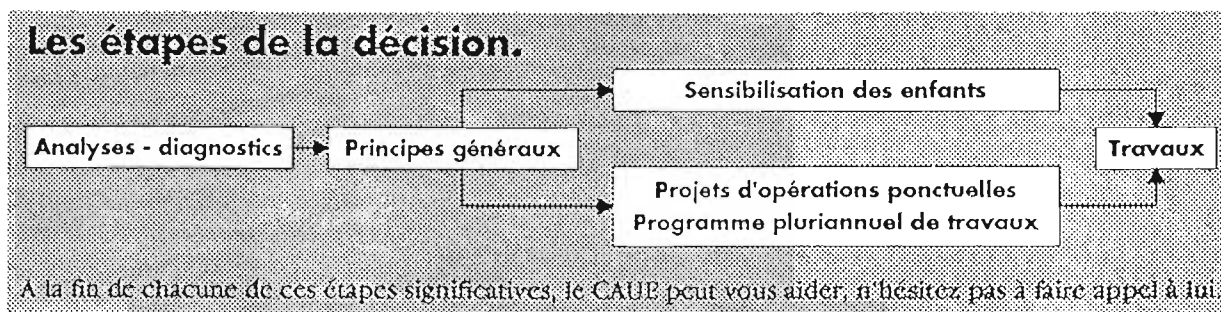 Les étapes de la décision.
Sensibilisation des enfants
Analyses - diagnostics
Principes généraux
Travaux
Projets d'opérations ponctuelles
Programme pluriannuel de travaux
A la fin de chacune de ces étapes significatives, le CAUE peut vous aider, n'hésitez pas à faire appel à lui